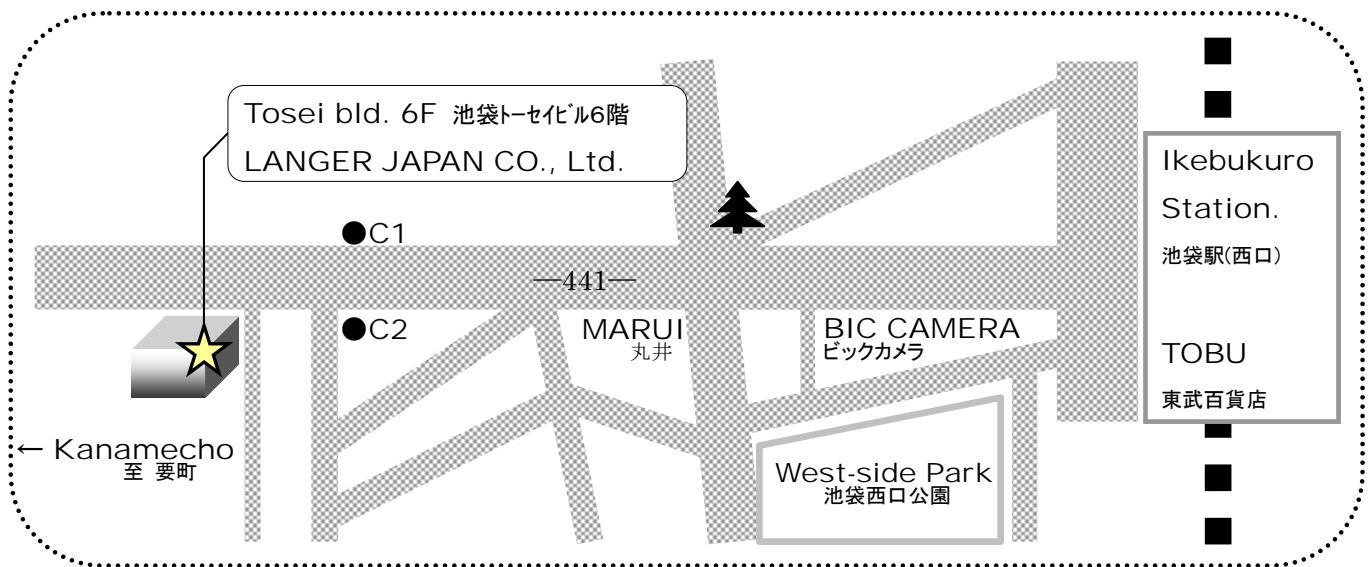 Tosei bld. 6F 池袋トーセイビル6階
LANGER JAPAN CO., Ltd.
Ikebukuro
Station.
池袋駅(西口)
TOBU
東武百貨店
●C1
—441—
●C2
MARUI
丸井
BIC CAMERA
ビックカメラ
← Kanamecho
至 要町
West-side Park
池袋西口公園